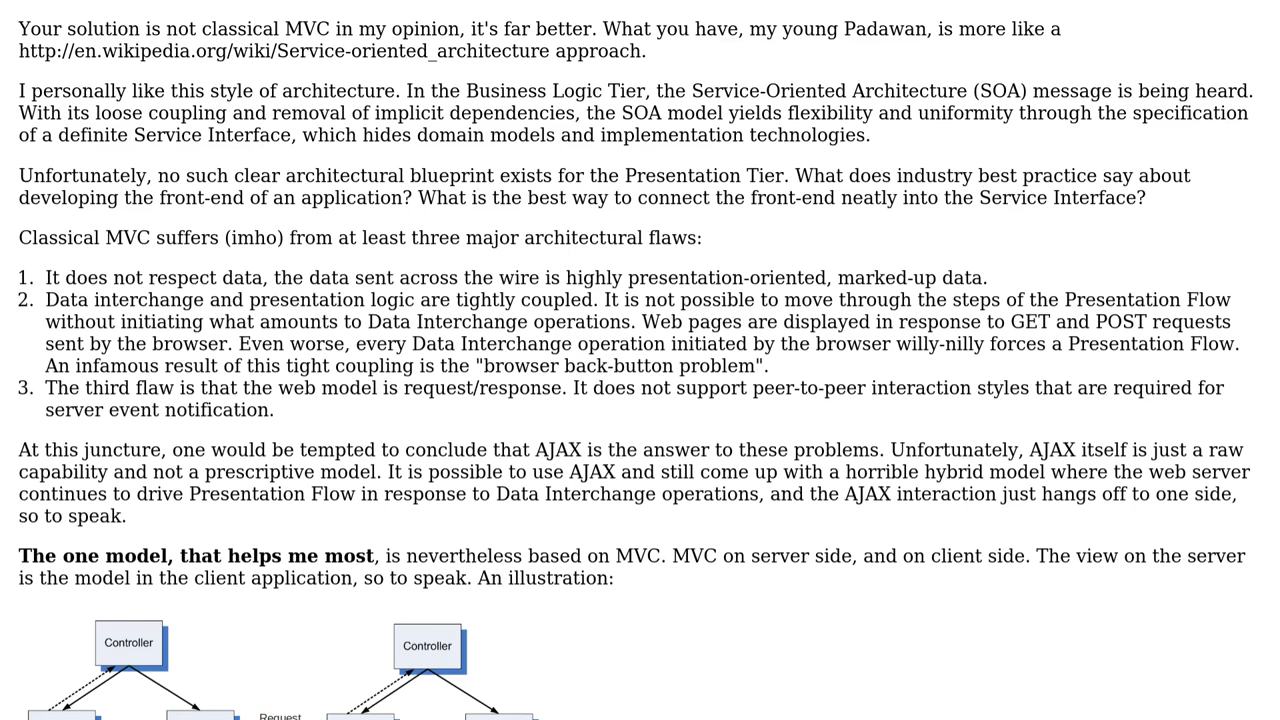 Your solution is not classical MVC in my opinion, it's far better. What you have, my young Padawan, is more like a
http://en.wikipedia.org/wiki/Service-oriented_architecture approach.
I personally like this style of architecture. In the Business Logic Tier, the Service-Oriented Architecture (SOA) message is being heard.
With its loose coupling and removal of implicit dependencies, the SOA model yields flexibility and uniformity through the specification
of a definite Service Interface, which hides domain models and implementation technologies.
Unfortunately, no such clear architectural blueprint exists for the Presentation Tier. What does industry best practice say about
developing the front-end of an application? What is the best way to connect the front-end neatly into the Service Interface?
Classical MVC suffers (imho) from at least three major architectural flaws:
1. It does not respect data, the data sent across the wire is highly presentation-oriented, marked-up data.
2. Data interchange and presentation logic are tightly coupled. It is not possible to move through the steps of the Presentation Flow
without initiating what amounts to Data Interchange operations. Web pages are displayed in response to GET and POST requests
sent by the browser. Even worse, every Data Interchange operation initiated by the browser willy-nilly forces a Presentation Flow.
An infamous result of this tight coupling is the "browser back-button problem".
3. The third flaw is that the web model is request/response. It does not support peer-to-peer interaction styles that are required for
server event notification.
At this juncture, one would be tempted to conclude that AJAX is the answer to these problems. Unfortunately, AJAX itself is just a raw
capability and not a prescriptive model. It is possible to use AJAX and still come up with a horrible hybrid model where the web server
continues to drive Presentation Flow in response to Data Interchange operations, and the AJAX interaction just hangs off to one side,
so to speak.
The one model, that helps me most, is nevertheless based on MVC. MVC on server side, and on client side. The view on the server
is the model in the client application, so to speak. An illustration:
Controller
Controller
Request